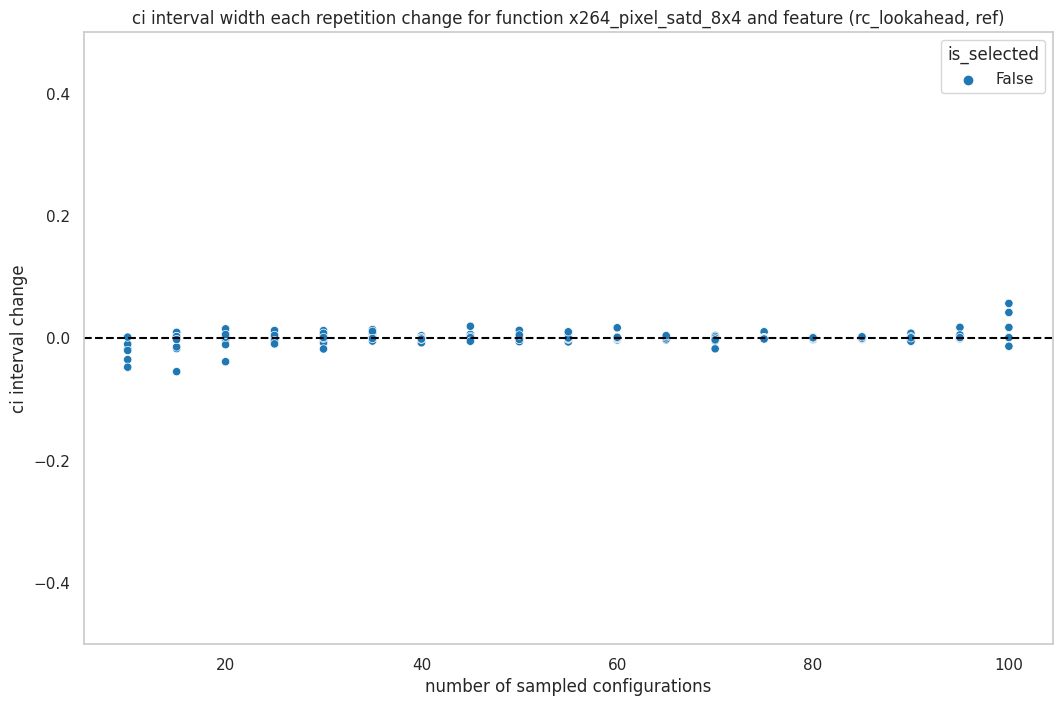 ci interval width each repetition change for function x264_pixel_satd_8x4 and feature (rc_lookahead, ref)
is_selected
False
ci interval change
0.4
0.2
0.0
−0.2
−0.4
20 40 60 80 100
number of sampled configurations